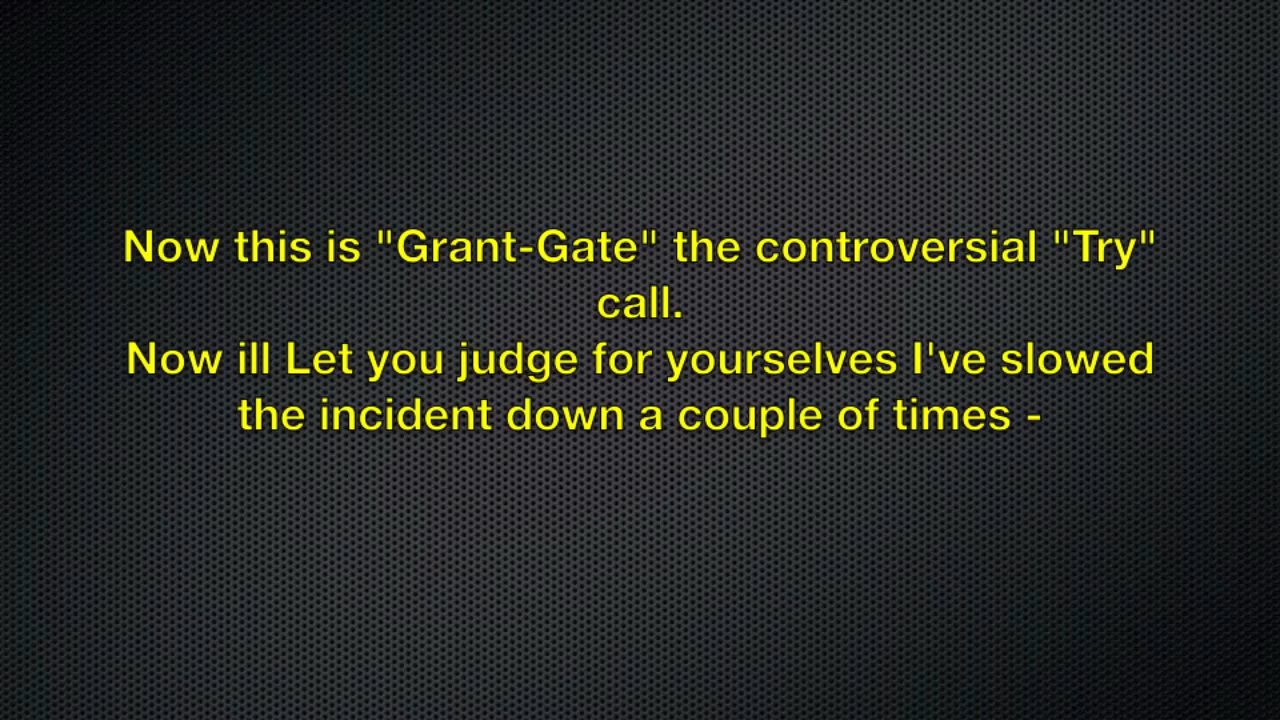 Now this is "Grant-Gate" the controversial "Try"
call.
Now ill Let you judge for yourselves I've slowed
the incident down a couple of times -